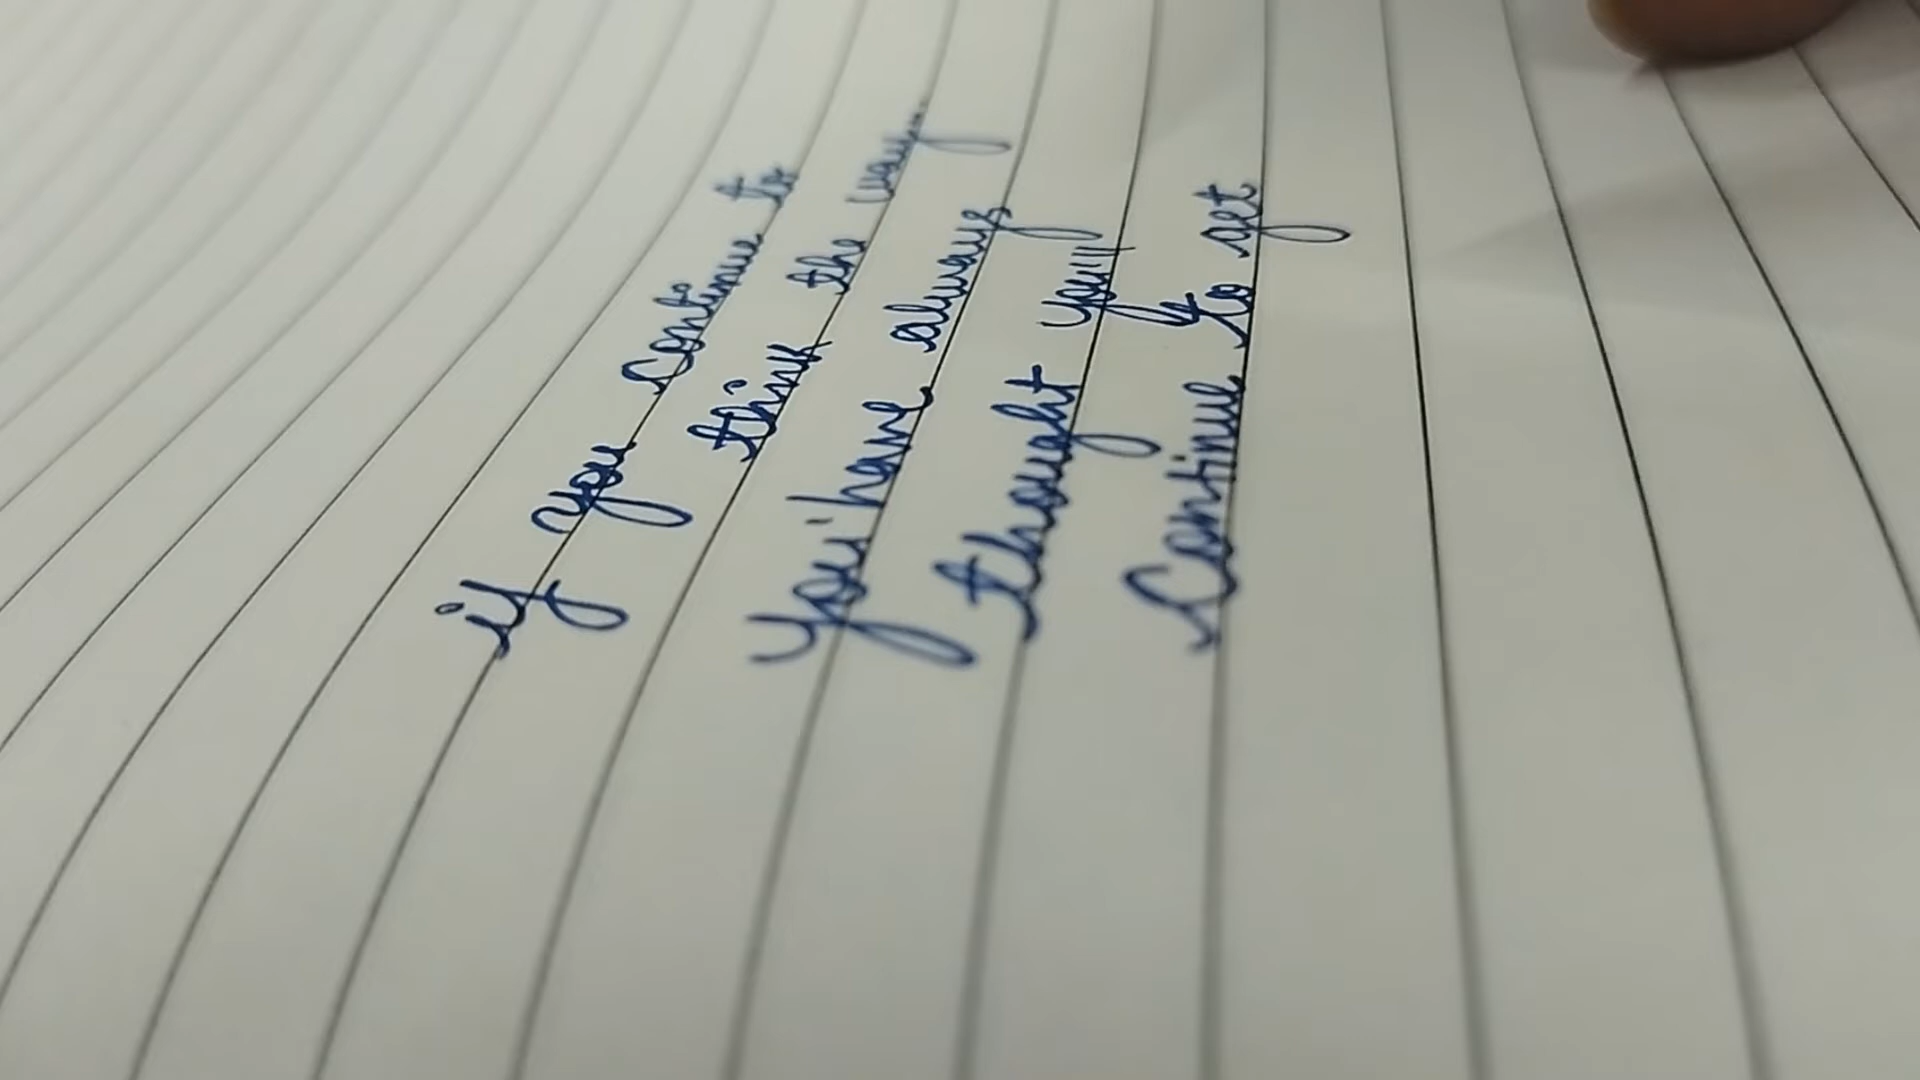 if you continue to
think the way
you'have always
thought you'll
continue to get